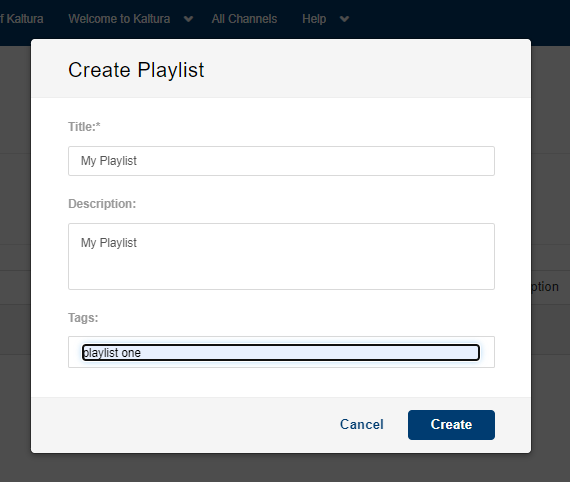 f Kaltura Welcome to Kaltura All Channels Help
Create Playlist
Title:*
My Playlist
Description:
My Playlist
ption
Tags:
playlist one
Cancel Create